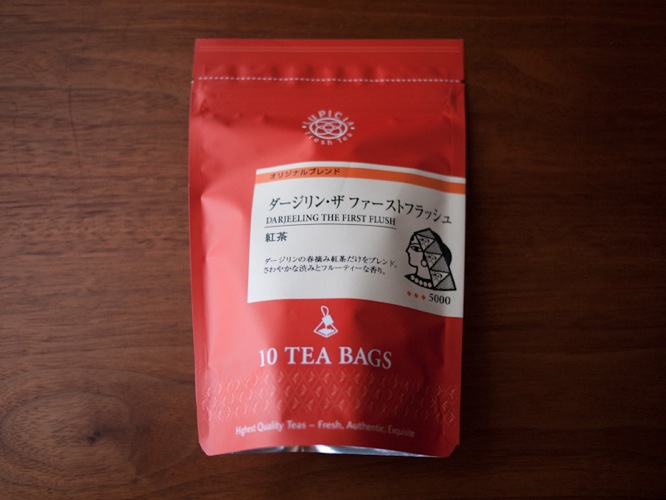 LUPICIA
Fresh Tea
オリジナルブレンド
ダージリン・ザ ファーストフラッシュ
DARJEELING THE FIRST FLUSH
紅茶
ダージリンの春摘み紅茶だけをブレンド。
さわやかな渋みとフルーティーな香り。
5000
10 TEA BAGS
Highest Quality Teas – Fresh, Authentic, Exquisite